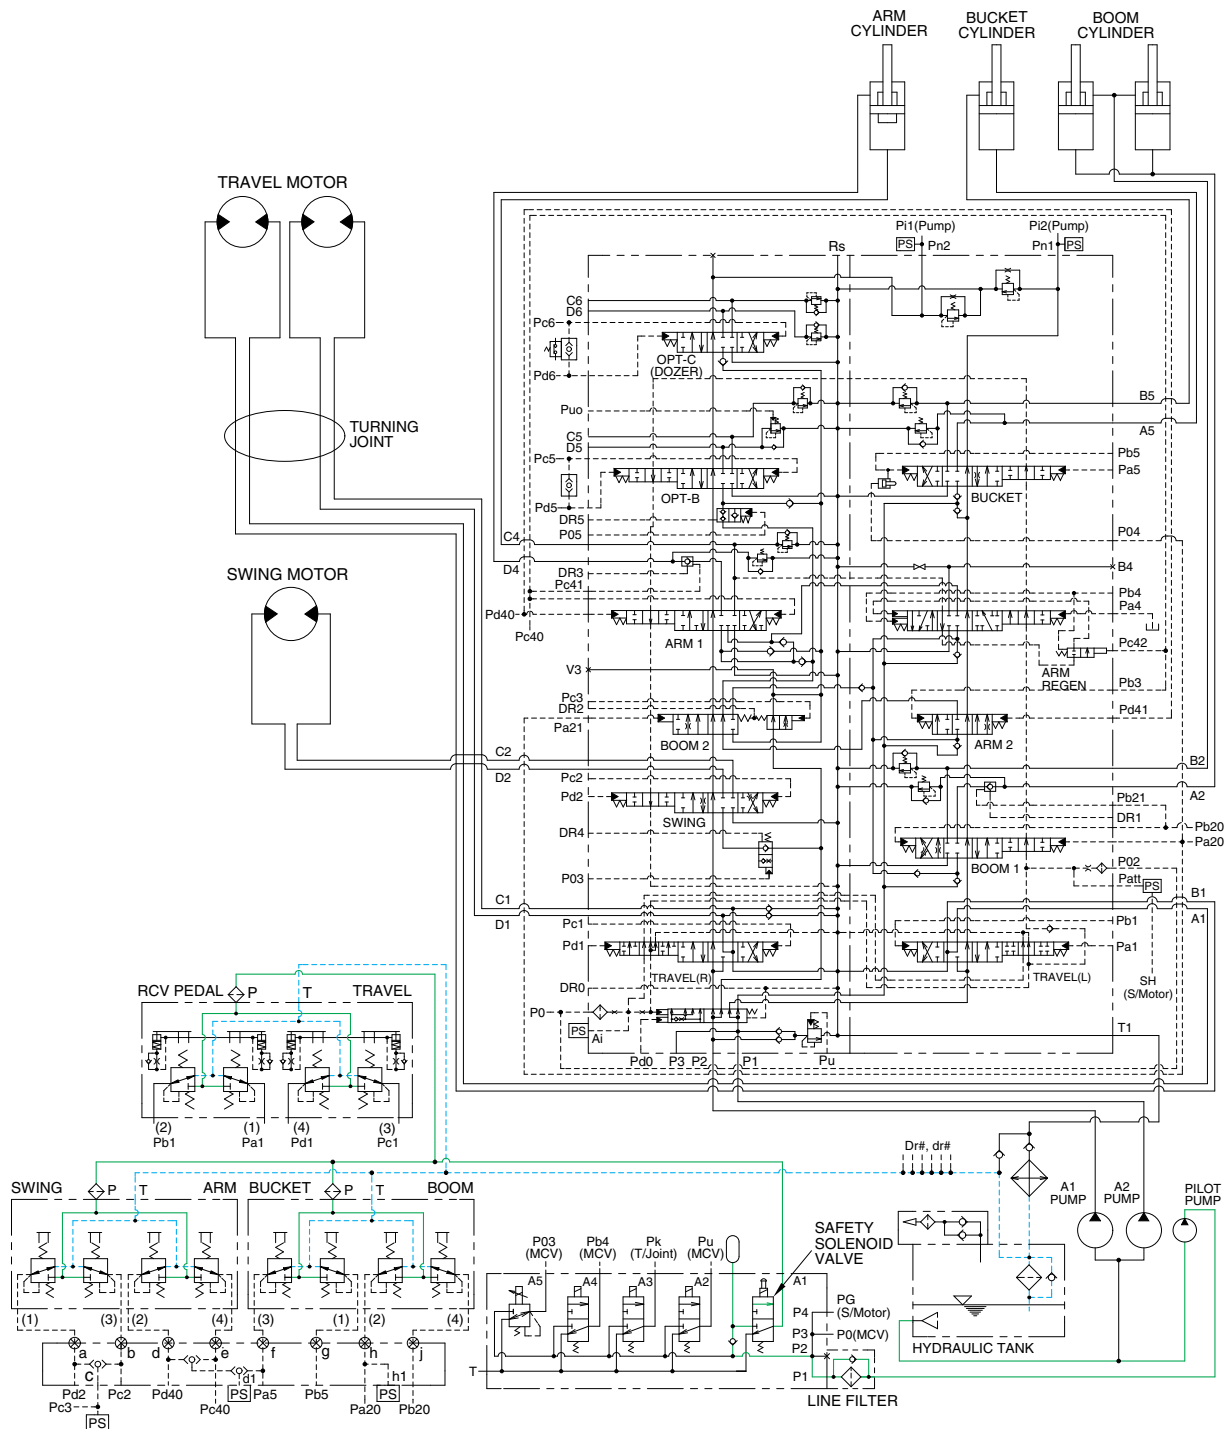 ARM
CYLINDER
BUCKET
CYLINDER
BOOM
CYLINDER
TRAVEL MOTOR
Pi1(Pump)
Pi2(Pump)
PS
Pn2
Rs
Pn1
PS
C6
D6
Pc6
OPT-C
(DOZER)
Pd6
Puo
B5
TURNING
JOINT
C5
D5
A5
Pc5
Pb5
Pa5
OPT-B
BUCKET
Pd5
DR5
P05
C4
P04
D4
DR3
B4
Pc41
SWING MOTOR
Pb4
Pa4
Pd40
Pc40
ARM 1
Pc42
V3
ARM
REGEN
Pb3
Pc3
DR2
Pd41
Pa21
BOOM 2
ARM 2
C2
B2
D2
Pc2
A2
Pd2
Pb21
SWING
DR1
DR4
Pb20
Pa20
P03
BOOM 1
P02
Patt
PS
C1
B1
D1
Pc1
Pb1
A1
Pd1
Pa1
TRAVEL(R)
TRAVEL(L)
RCV PEDAL
P
T
TRAVEL
DR0
SH
(S/Motor)
P0
PS
Ai
T1
Pd0
P3
P2
P1
Pu
(2)
(1)
(4)
(3)
Pb1
Pa1
Pd1
Pc1
Dr#, dr#
SWING
P
T
ARM
BUCKET
P
T
BOOM
A1
PUMP
A2
PUMP
PILOT
PUMP
SAFETY
SOLENOID
VALVE
P03
(MCV)
Pb4
(MCV)
Pk
(T/Joint)
Pu
(MCV)
A5
A4
A3
A2
A1
PG
(S/Motor)
P4
P3
P0(MCV)
P2
P1
T
HYDRAULIC TANK
LINE FILTER
(1)
(3)
(2)
(4)
(3)
(1)
(2)
(4)
a
b
d
e
f
g
h
j
c
d1
h1
Pd2
Pc2
Pd40
PS
Pa5
Pb5
PS
Pc3
PS
Pc40
Pa20
Pb20